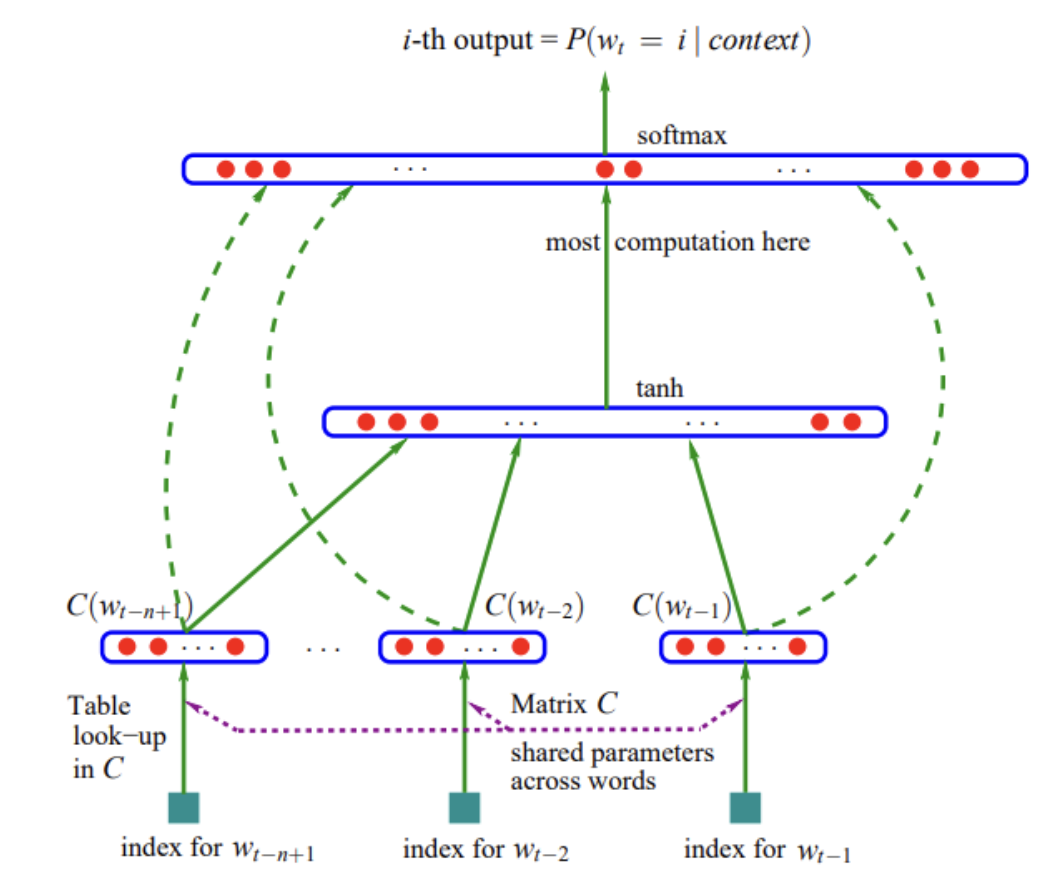 i-th output = P(w_t = i | context)
softmax
. . .
. . .
most computation here
tanh
. . .
. . .
C(w_{t−n+1})
C(w_{t−2})
C(w_{t−1})
. . .
. . .
. . .
. . .
Table
look−up
in C
Matrix C
shared parameters
across words
index for w_{t−n+1}
index for w_{t−2}
index for w_{t−1}